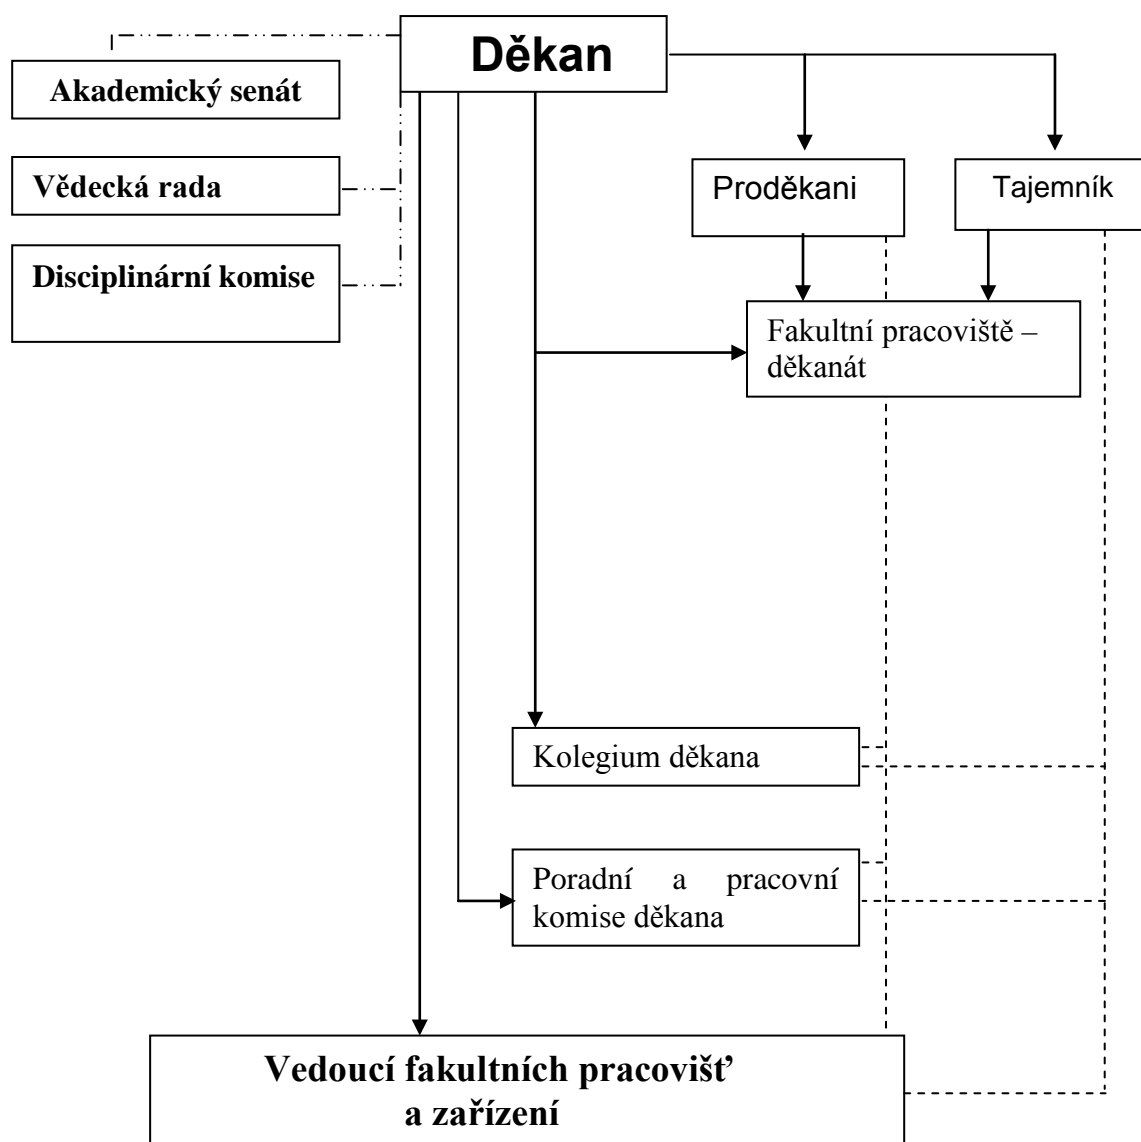 Děkan
Akademický senát
Vědecká rada
Disciplinární komise
Proděkani
Tajemník
Fakultní pracoviště –
děkanát
Kolegium děkana
Poradní a pracovní
komise děkana
Vedoucí fakultních pracovišť
a zařízení